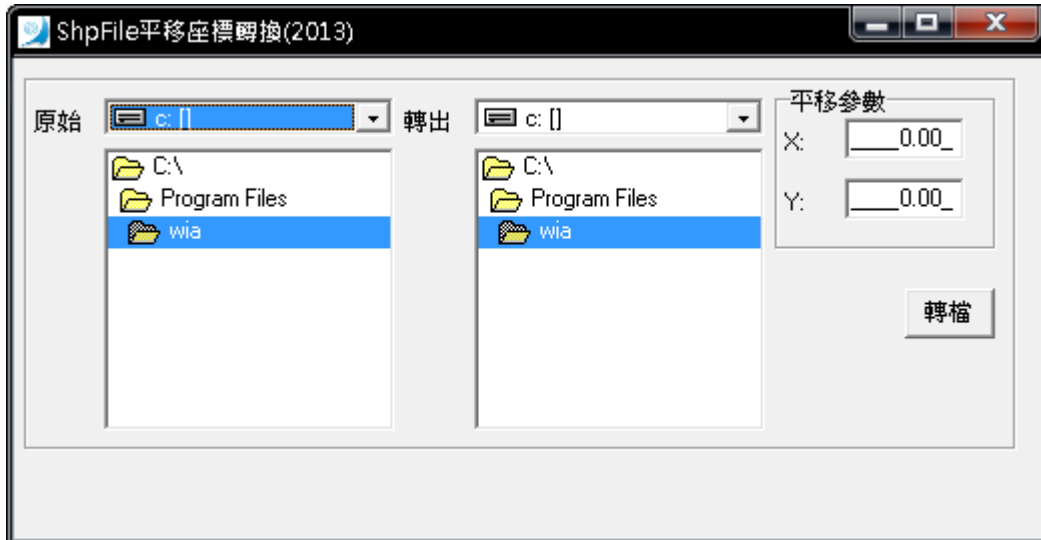 ShpFile平移座標轉換(2013)
原始
c: []
轉出
c: []
平移參數
C:\
Program Files
wia
C:\
Program Files
wia
X:
____0.00_
Y:
____0.00_
轉檔